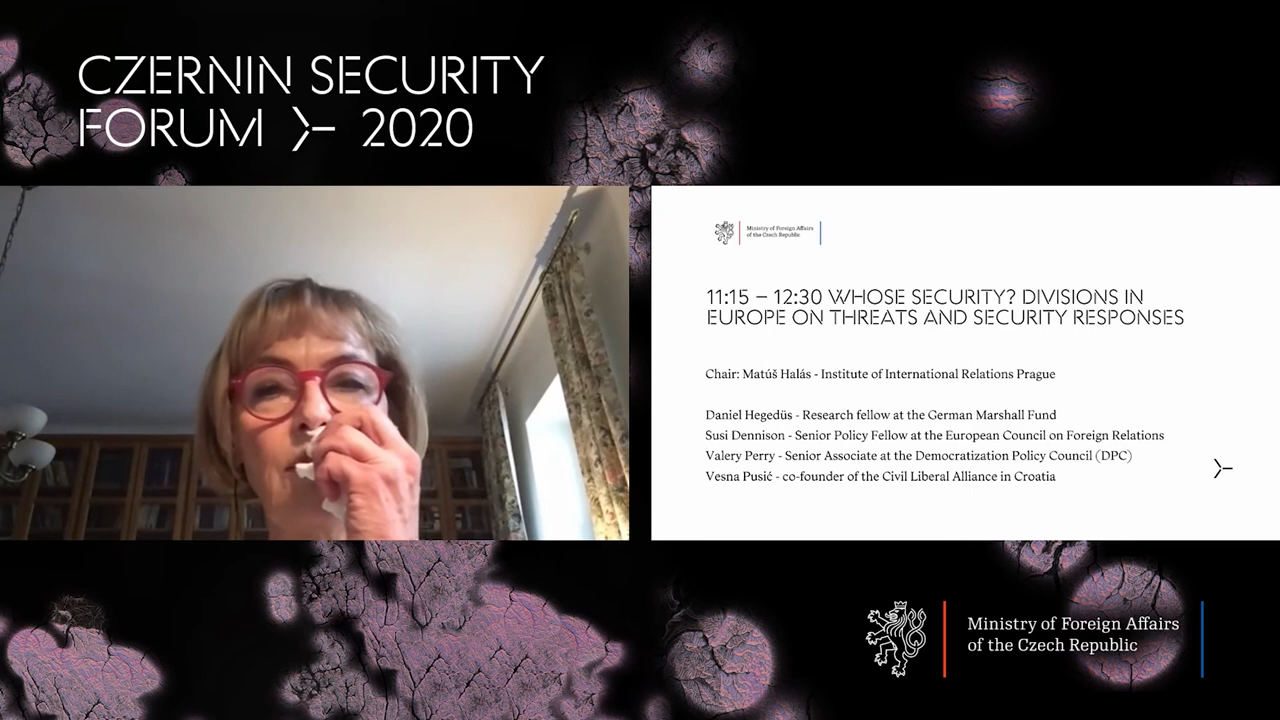 CZERNIN SECURITY
FORUM >– 2020
Ministry of Foreign Affairs
of the Czech Republic
11:15 – 12:30 WHOSE SECURITY? DIVISIONS IN
EUROPE ON THREATS AND SECURITY RESPONSES
Chair: Matúš Halás - Institute of International Relations Prague
Daniel Hegedüs - Research fellow at the German Marshall Fund
Susi Dennison - Senior Policy Fellow at the European Council on Foreign Relations
Valery Perry - Senior Associate at the Democratization Policy Council (DPC)
Vesna Pusić - co-founder of the Civil Liberal Alliance in Croatia
Ministry of Foreign Affairs
of the Czech Republic